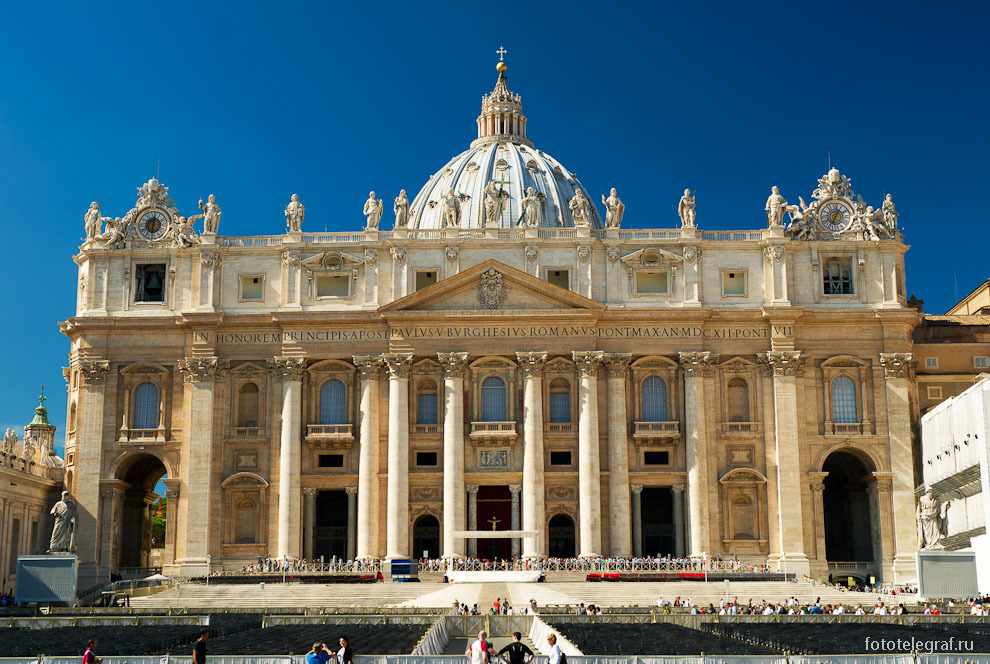 IN HONOREM PRINCIPIS APOST PAVLVS V BVRGHESIVS ROMANVS PONT MAX AN MDCXII PONT VII
fototelegraf.ru